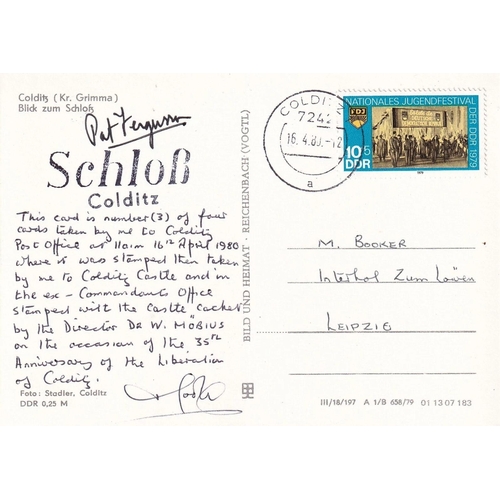 Colditz (Kr. Grimma)
Blick zum Schloß
Pat Ferguson
Schloß
Colditz
This card is number (3) of four
cards taken by me to Colditz
Post Office at 11am 16th April 1980
where it was stamped then taken
by me to Colditz Castle and in
the ex-Commandants Office
stamped with the Castle "cachet"
by the Director DR W. MÖBIUS
on the occasion of the 35th
Anniversary of the Liberation
of Colditz.
Foto: Stadler, Colditz
DDR 0,25 M
BILD UND HEIMAT · REICHENBACH (VOGTL)
COLDITZ
7242
16.4.80.-12
a
NATIONALES JUGENDFESTIVAL
DER DDR 1979
FDJ
10+5
DDR
1979
M. BOOKER
Interhotel Zum Löwen
LEIPZIG
III/18/197 A 1/B 658/79 01 13 07 183